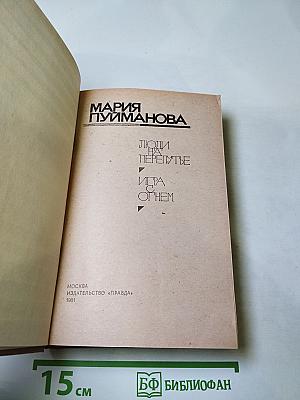 МАРИЯ
ПУЙМАНОВА
ЛЮДИ
НА
ПЕРЕПУТЬЕ
ИГРА
С
ОГНЕМ
МОСКВА
ИЗДАТЕЛЬСТВО «ПРАВДА»
1981
15 см
БФ БИБЛИОФАН